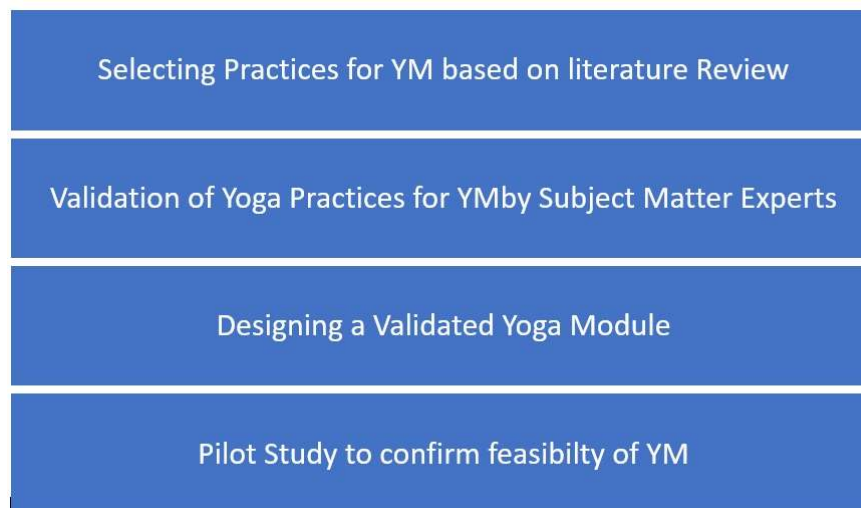 Selecting Practices for YM based on literature Review
Validation of Yoga Practices for YMby Subject Matter Experts
Designing a Validated Yoga Module
Pilot Study to confirm feasibilty of YM